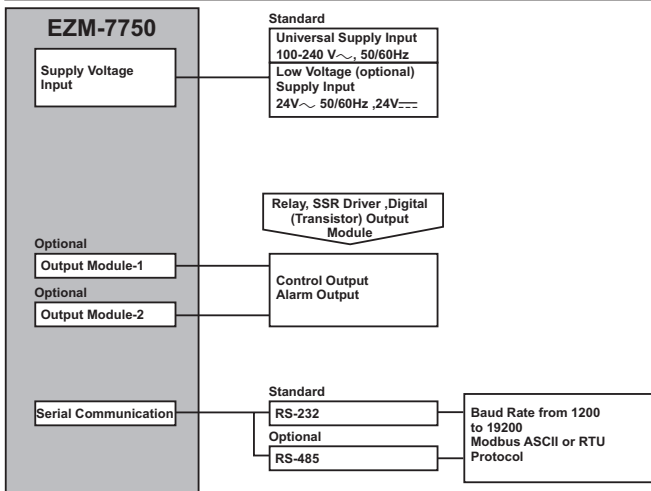 EZM-7750
Supply Voltage
Input
Standard
Universal Supply Input
100-240 V～, 50/60Hz
Low Voltage (optional)
Supply Input
24V～ 50/60Hz ,24V⎓
Relay, SSR Driver ,Digital
(Transistor) Output
Module
Optional
Output Module-1
Optional
Output Module-2
Control Output
Alarm Output
Serial Communication
Standard
RS-232
Optional
RS-485
Baud Rate from 1200
to 19200
Modbus ASCII or RTU
Protocol